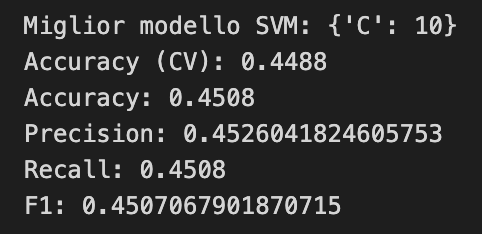 Miglior modello SVM: {'C': 10}
Accuracy (CV): 0.4488
Accuracy: 0.4508
Precision: 0.4526041824605753
Recall: 0.4508
F1: 0.4507067901870715